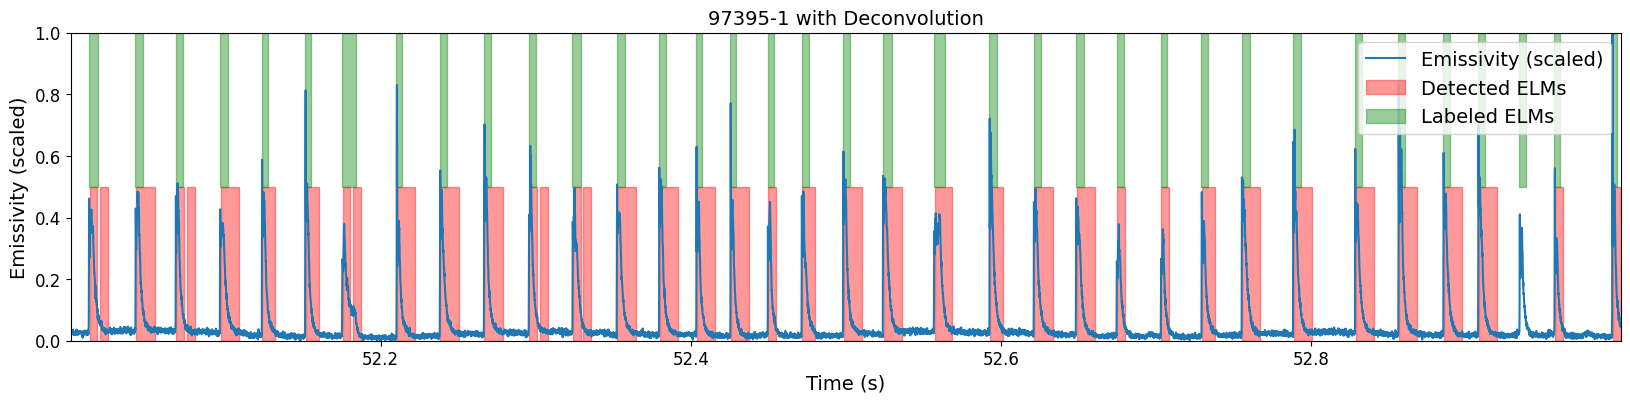 97395-1 with Deconvolution
Emissivity (scaled)
1.0
0.8
0.6
0.4
0.2
0.0
Emissivity (scaled)
Detected ELMs
Labeled ELMs
52.2
52.4
52.6
52.8
Time (s)